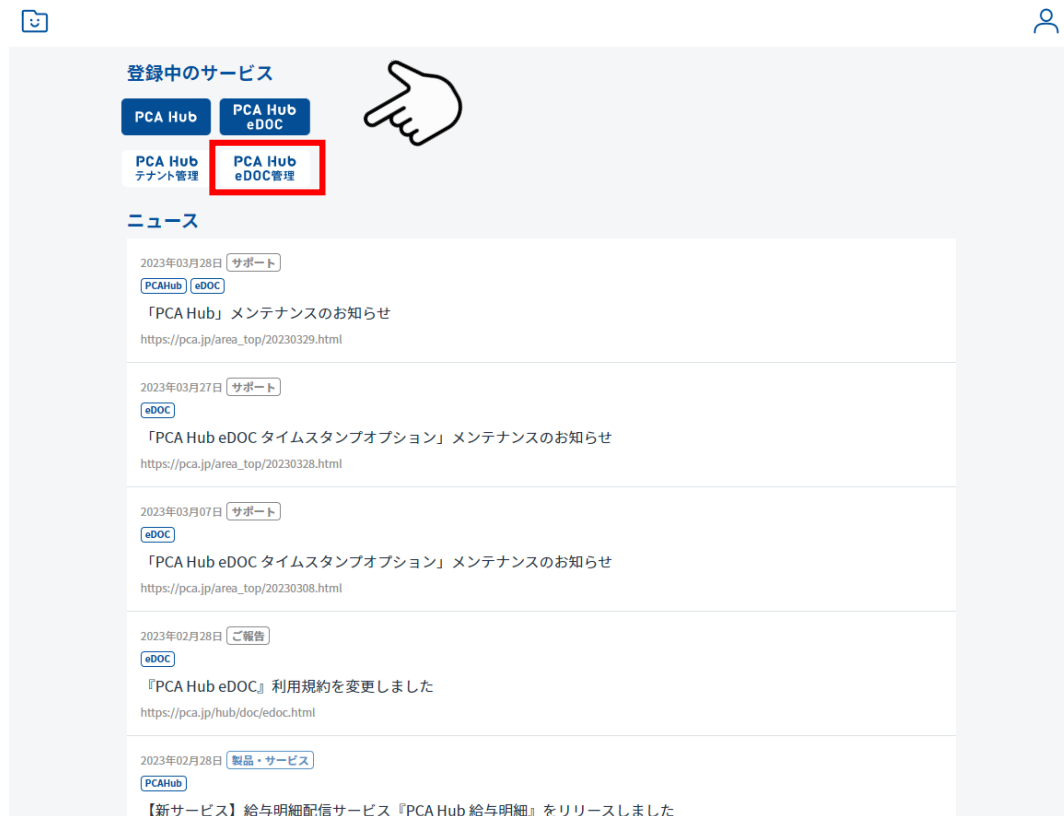 登録中のサービス
PCA Hub
PCA Hub
eDOC
PCA Hub
テナント管理
PCA Hub
eDOC管理
ニュース
2023年03月28日 サポート
PCAHub eDOC
「PCA Hub」メンテナンスのお知らせ
https://pca.jp/area_top/20230329.html
2023年03月27日 サポート
eDOC
「PCA Hub eDOC タイムスタンプオプション」メンテナンスのお知らせ
https://pca.jp/area_top/20230328.html
2023年03月07日 サポート
eDOC
「PCA Hub eDOC タイムスタンプオプション」メンテナンスのお知らせ
https://pca.jp/area_top/20230308.html
2023年02月28日 ご報告
eDOC
『PCA Hub eDOC』利用規約を変更しました
https://pca.jp/hub/doc/edoc.html
2023年02月28日 製品・サービス
PCAHub
【新サービス】給与明細配信サービス『PCA Hub 給与明細』をリリースしました